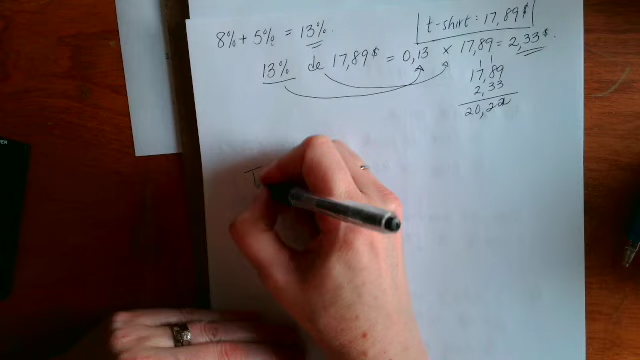 8% + 5% = 13%
t-shirt : 17,89$
13% de 17,89$ = 0,13 x 17,89 = 2,33$
1 1
17,89
2,33
20,22